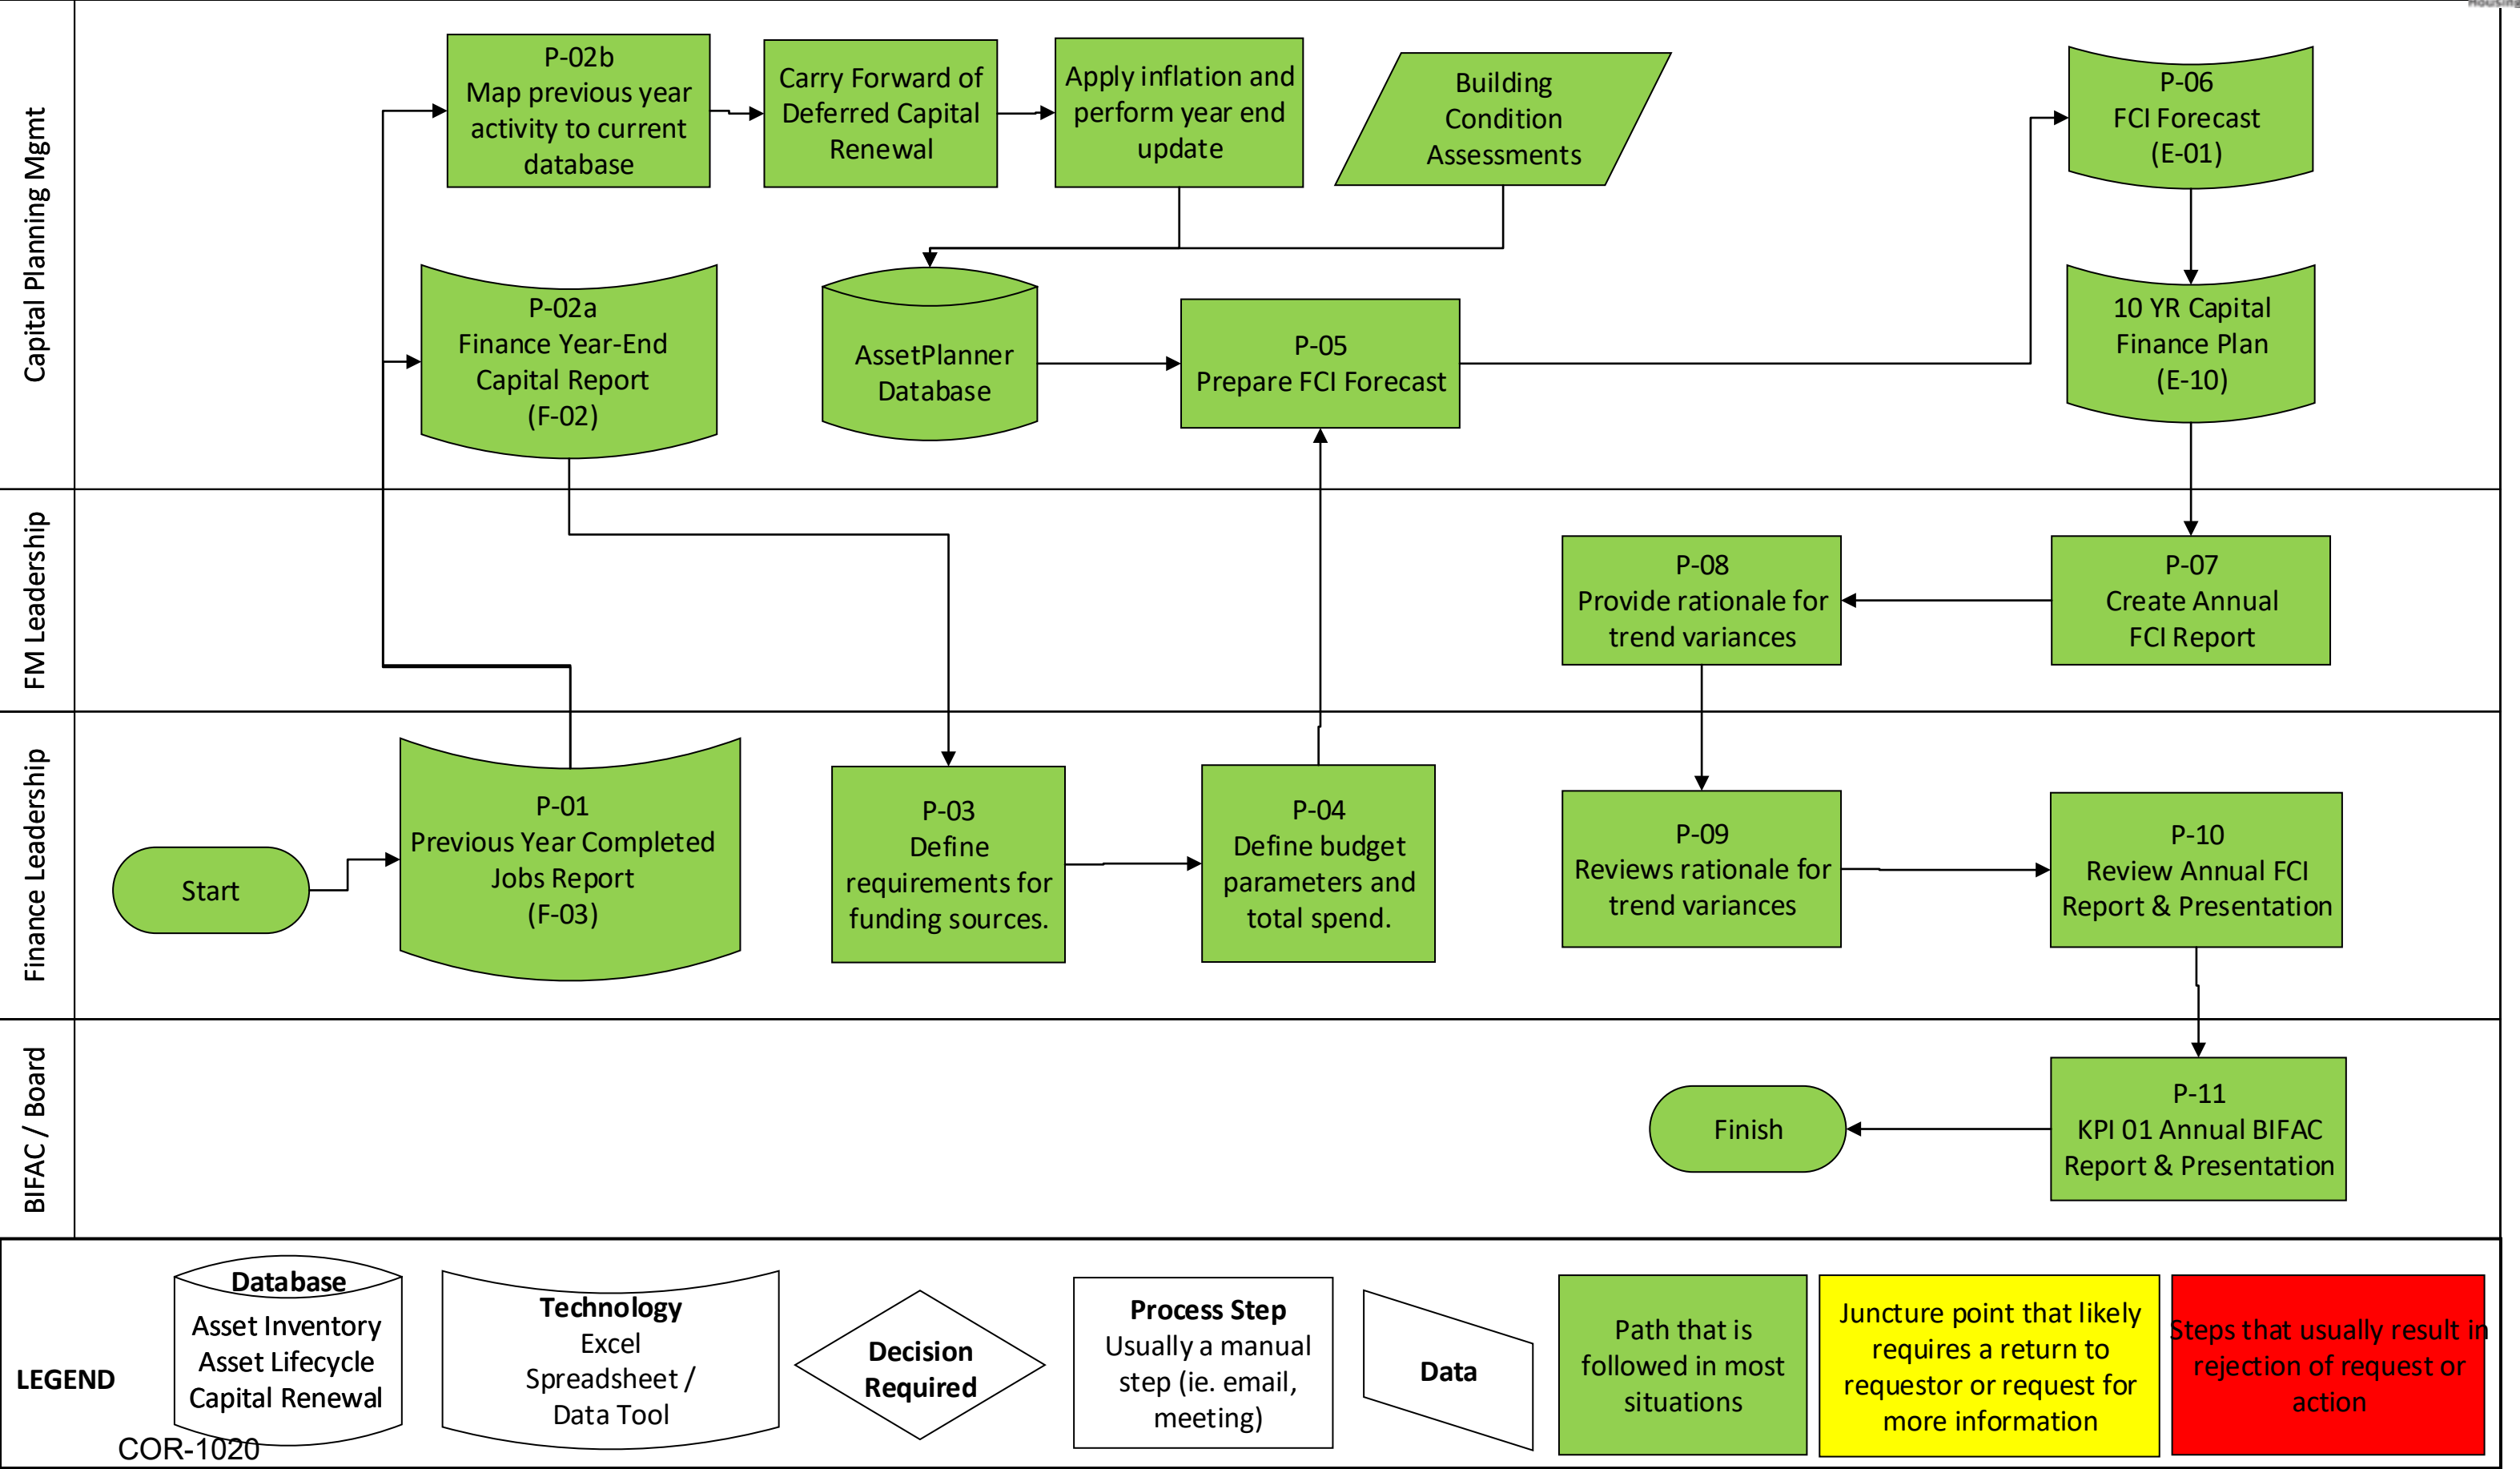 Housing
Capital Planning Mgmt
P-02b
Map previous year
activity to current
database
Carry Forward of
Deferred Capital
Renewal
Apply inflation and
perform year end
update
Building
Condition
Assessments
P-06
FCI Forecast
(E-01)
P-02a
Finance Year-End
Capital Report
(F-02)
AssetPlanner
Database
P-05
Prepare FCI Forecast
10 YR Capital
Finance Plan
(E-10)
FM Leadership
P-08
Provide rationale for
trend variances
P-07
Create Annual
FCI Report
Finance Leadership
Start
P-01
Previous Year Completed
Jobs Report
(F-03)
P-03
Define
requirements for
funding sources.
P-04
Define budget
parameters and
total spend.
P-09
Reviews rationale for
trend variances
P-10
Review Annual FCI
Report & Presentation
BIFAC / Board
Finish
P-11
KPI 01 Annual BIFAC
Report & Presentation
LEGEND
Database
Asset Inventory
Asset Lifecycle
Capital Renewal
Technology
Excel
Spreadsheet /
Data Tool
Decision
Required
Process Step
Usually a manual
step (ie. email,
meeting)
Data
Path that is
followed in most
situations
Juncture point that likely
requires a return to
requestor or request for
more information
Steps that usually result in
rejection of request or
action
COR-1020